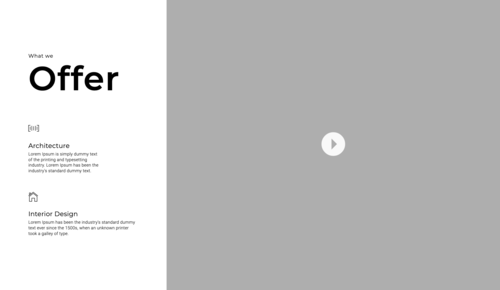 What we
Offer
Architecture
Lorem Ipsum is simply dummy text
of the printing and typesetting
industry. Lorem Ipsum has been the
industry's standard dummy text.
Interior Design
Lorem Ipsum has been the industry's standard dummy
text ever since the 1500s, when an unknown printer
took a galley of type